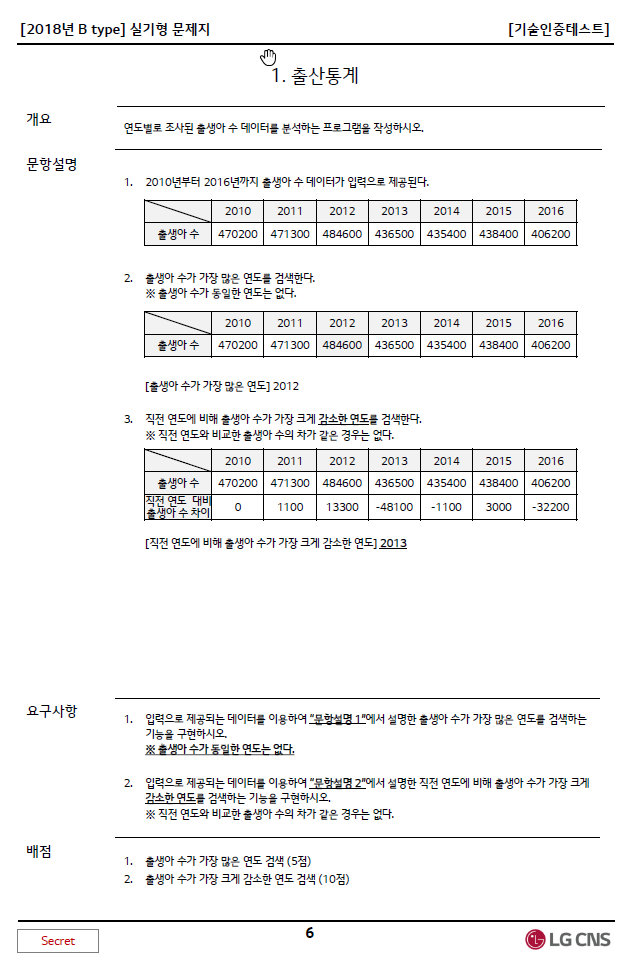 [2018년 B type] 실기형 문제지 [기술인증테스트]
1. 출산통계
개요
연도별로 조사된 출생아 수 데이터를 분석하는 프로그램을 작성하시오.
문항설명
1. 2010년부터 2016년까지 출생아 수 데이터가 입력으로 제공된다.
2010 2011 2012 2013 2014 2015 2016
출생아 수 470200 471300 484600 436500 435400 438400 406200
2. 출생아 수가 가장 많은 연도를 검색한다.
※ 출생아 수가 동일한 연도는 없다.
2010 2011 2012 2013 2014 2015 2016
출생아 수 470200 471300 484600 436500 435400 438400 406200
[출생아 수가 가장 많은 연도] 2012
3. 직전 연도에 비해 출생아 수가 가장 크게 감소한 연도를 검색한다.
※ 직전 연도와 비교한 출생아 수의 차가 같은 경우는 없다.
2010 2011 2012 2013 2014 2015 2016
출생아 수 470200 471300 484600 436500 435400 438400 406200
직전 연도 대비
출생아 수 차이 0 1100 13300 -48100 -1100 3000 -32200
[직전 연도에 비해 출생아 수가 가장 크게 감소한 연도] 2013
요구사항
1. 입력으로 제공되는 데이터를 이용하여 "문항설명 1"에서 설명한 출생아 수가 가장 많은 연도를 검색하는
기능을 구현하시오.
※ 출생아 수가 동일한 연도는 없다.
2. 입력으로 제공되는 데이터를 이용하여 "문항설명 2"에서 설명한 직전 연도에 비해 출생아 수가 가장 크게
감소한 연도를 검색하는 기능을 구현하시오.
※ 직전 연도와 비교한 출생아 수의 차가 같은 경우는 없다.
배점
1. 출생아 수가 가장 많은 연도 검색 (5점)
2. 출생아 수가 가장 크게 감소한 연도 검색 (10점)
Secret
6
LG CNS